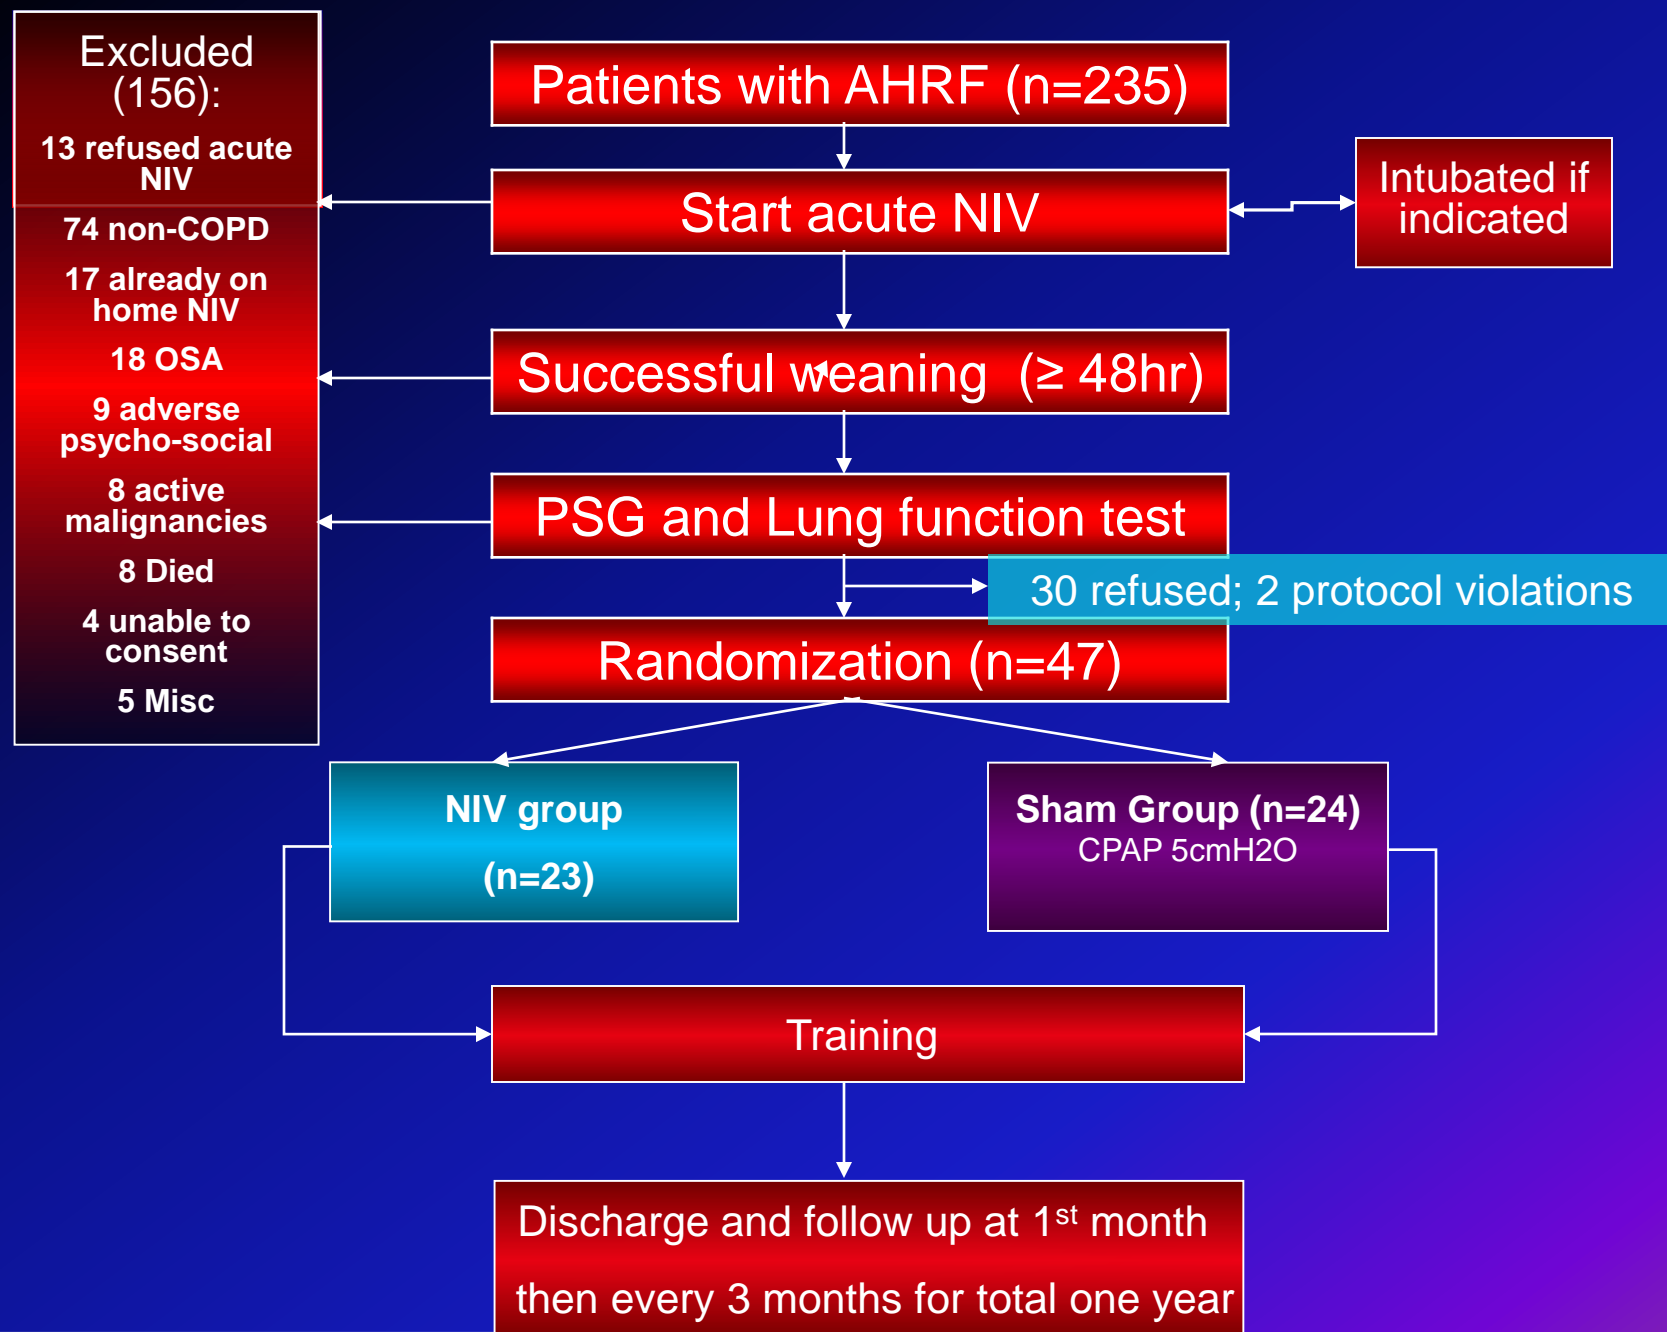 Excluded
(156):
13 refused acute
NIV
74 non-COPD
17 already on
home NIV
18 OSA
9 adverse
psycho-social
8 active
malignancies
8 Died
4 unable to
consent
5 Misc
Patients with AHRF (n=235)
Start acute NIV
Intubated if
indicated
Successful weaning (≥ 48hr)
PSG and Lung function test
30 refused; 2 protocol violations
Randomization (n=47)
NIV group
(n=23)
Sham Group (n=24)
CPAP 5cmH2O
Training
Discharge and follow up at 1st month
then every 3 months for total one year